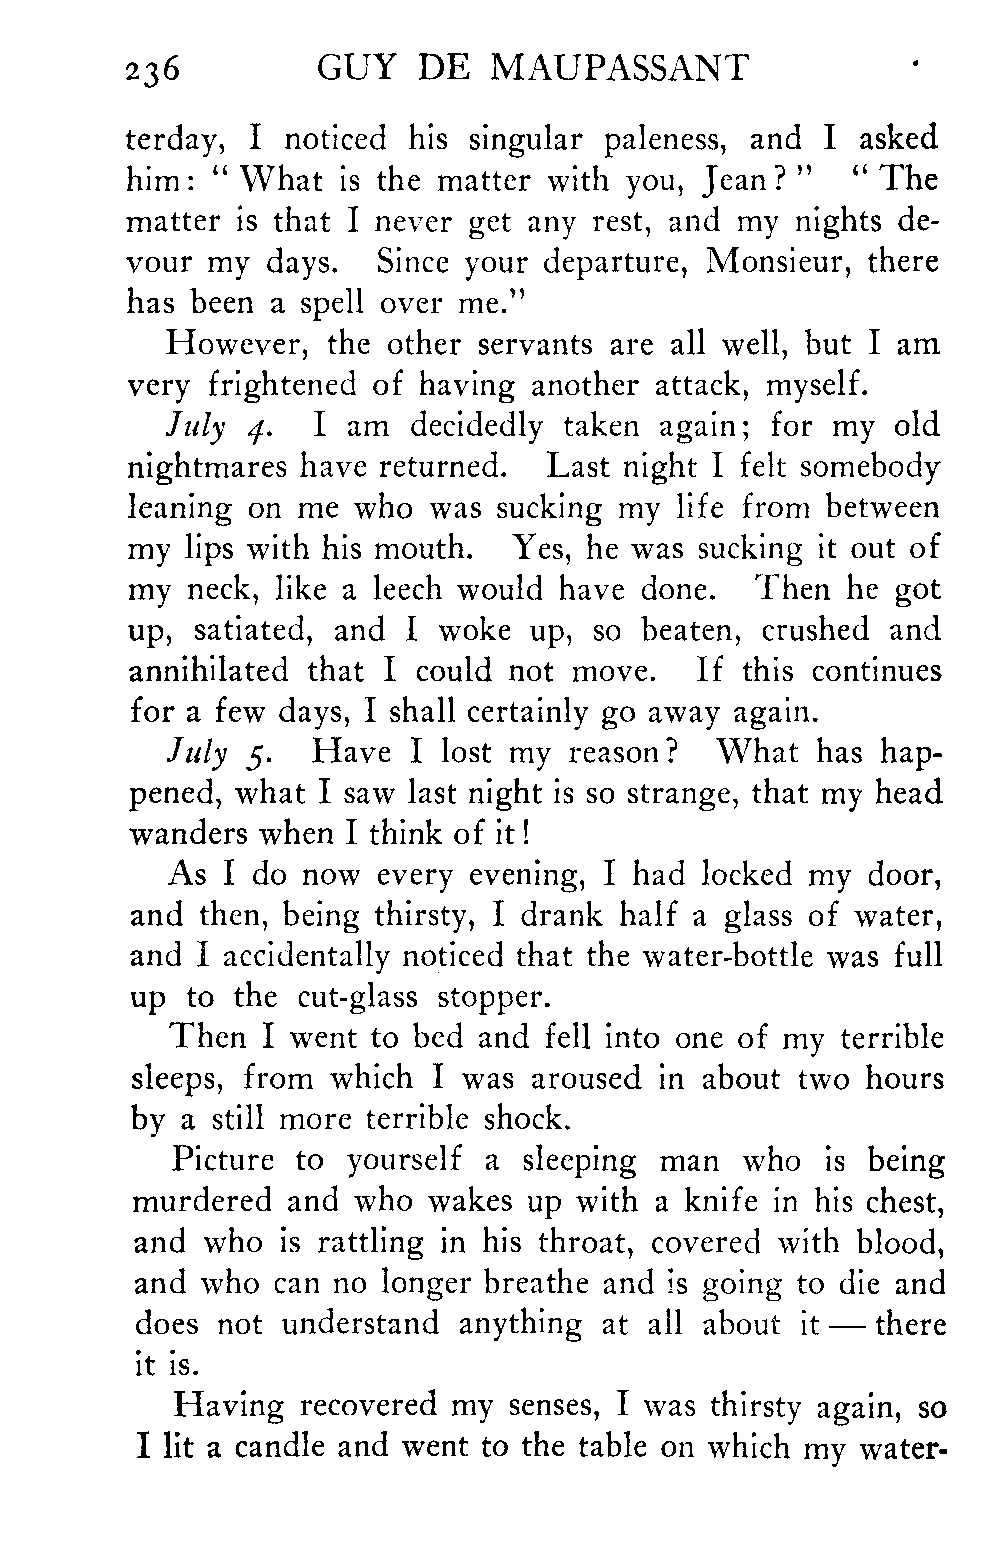 236 GUY DE MAUPASSANT
terday, I noticed his singular paleness, and I asked
him: “ What is the matter with you, Jean? ” “ The
matter is that I never get any rest, and my nights de-
vour my days. Since your departure, Monsieur, there
has been a spell over me.”
However, the other servants are all well, but I am
very frightened of having another attack, myself.
July 4. I am decidedly taken again; for my old
nightmares have returned. Last night I felt somebody
leaning on me who was sucking my life from between
my lips with his mouth. Yes, he was sucking it out of
my neck, like a leech would have done. Then he got
up, satiated, and I woke up, so beaten, crushed and
annihilated that I could not move. If this continues
for a few days, I shall certainly go away again.
July 5. Have I lost my reason? What has hap-
pened, what I saw last night is so strange, that my head
wanders when I think of it!
As I do now every evening, I had locked my door,
and then, being thirsty, I drank half a glass of water,
and I accidentally noticed that the water-bottle was full
up to the cut-glass stopper.
Then I went to bed and fell into one of my terrible
sleeps, from which I was aroused in about two hours
by a still more terrible shock.
Picture to yourself a sleeping man who is being
murdered and who wakes up with a knife in his chest,
and who is rattling in his throat, covered with blood,
and who can no longer breathe and is going to die and
does not understand anything at all about it — there
it is.
Having recovered my senses, I was thirsty again, so
I lit a candle and went to the table on which my water-